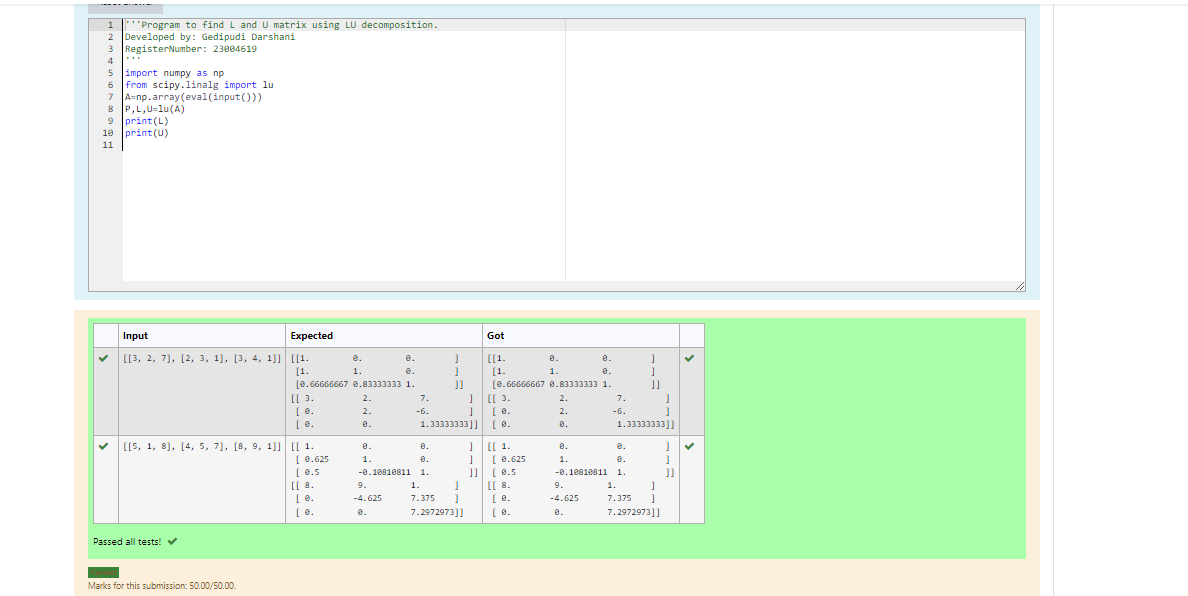 1 '''Program to find L and U matrix using LU decomposition.
2 Developed by: Gedipudi Darshani
3 RegisterNumber: 23004619
4 '''
5 import numpy as np
6 from scipy.linalg import lu
7 A=np.array(eval(input()))
8 P,L,U=lu(A)
9 print(L)
10 print(U)
11
Input Expected Got
[[3, 2, 7], [2, 3, 1], [3, 4, 1]] [[1. 0. 0. ] [[1. 0. 0. ]
[1. 1. 0. ] [1. 1. 0. ]
[0.66666667 0.83333333 1. ]] [0.66666667 0.83333333 1. ]]
[[ 3. 2. 7. ] [[ 3. 2. 7. ]
[ 0. 2. -6. ] [ 0. 2. -6. ]
[ 0. 0. 1.33333333]] [ 0. 0. 1.33333333]]
[[5, 1, 8], [4, 5, 7], [8, 9, 1]] [[ 1. 0. 0. ] [[ 1. 0. 0. ]
[ 0.625 1. 0. ] [ 0.625 1. 0. ]
[ 0.5 -0.10810811 1. ]] [ 0.5 -0.10810811 1. ]]
[[ 8. 9. 1. ] [[ 8. 9. 1. ]
[ 0. -4.625 7.375 ] [ 0. -4.625 7.375 ]
[ 0. 0. 7.2972973]] [ 0. 0. 7.2972973]]
Passed all tests!
Marks for this submission: 50.00/50.00.